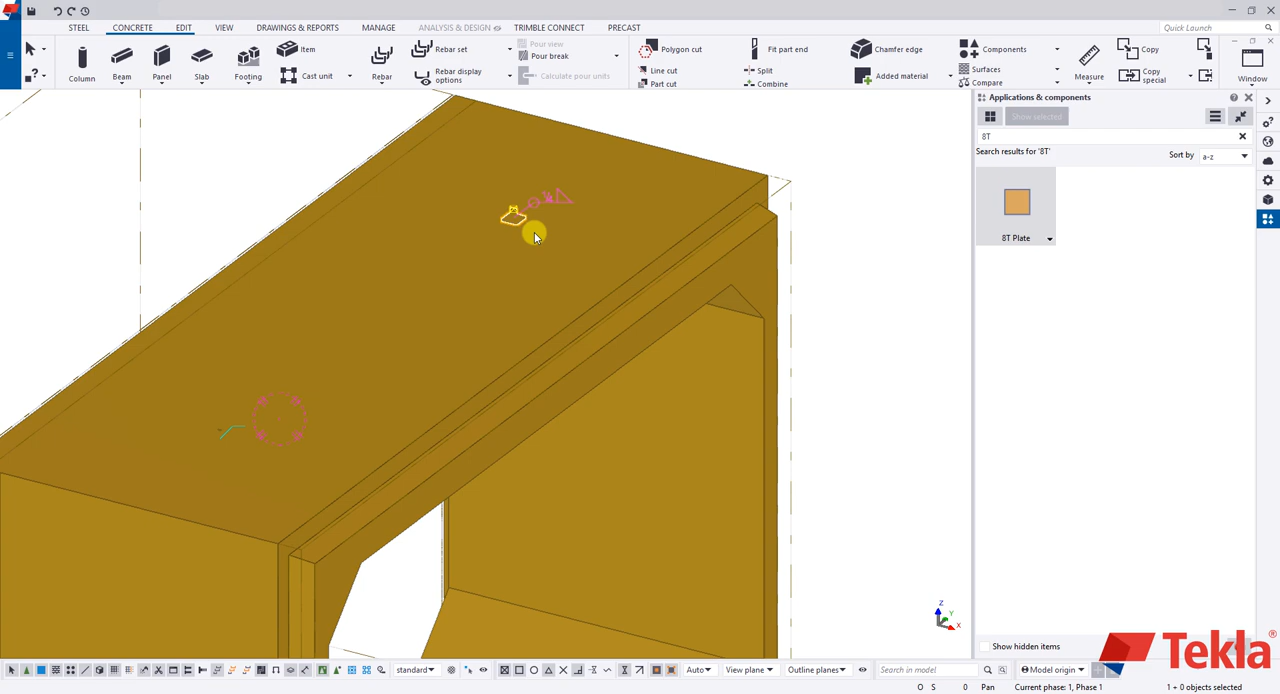 STEEL CONCRETE EDIT VIEW DRAWINGS & REPORTS MANAGE ANALYSIS & DESIGN TRIMBLE CONNECT PRECAST Quick Launch
Column Beam Panel Slab Footing Item Cast unit Rebar Rebar set Rebar display options Pour view Pour break Calculate pour units Polygon cut Line cut Part cut Fit part end Split Combine Chamfer edge Added material Components Surfaces Compare Measure Copy Copy special Window
Applications & components
Show selected
8T
Search results for '8T'
Sort by a-z
8T Plate
Z
Y
X
Show hidden items
Tekla®
standard Auto View plane Outline planes Search in model Model origin
O S 0 Pan Current phase: 1, Phase 1 1 + 0 objects selected